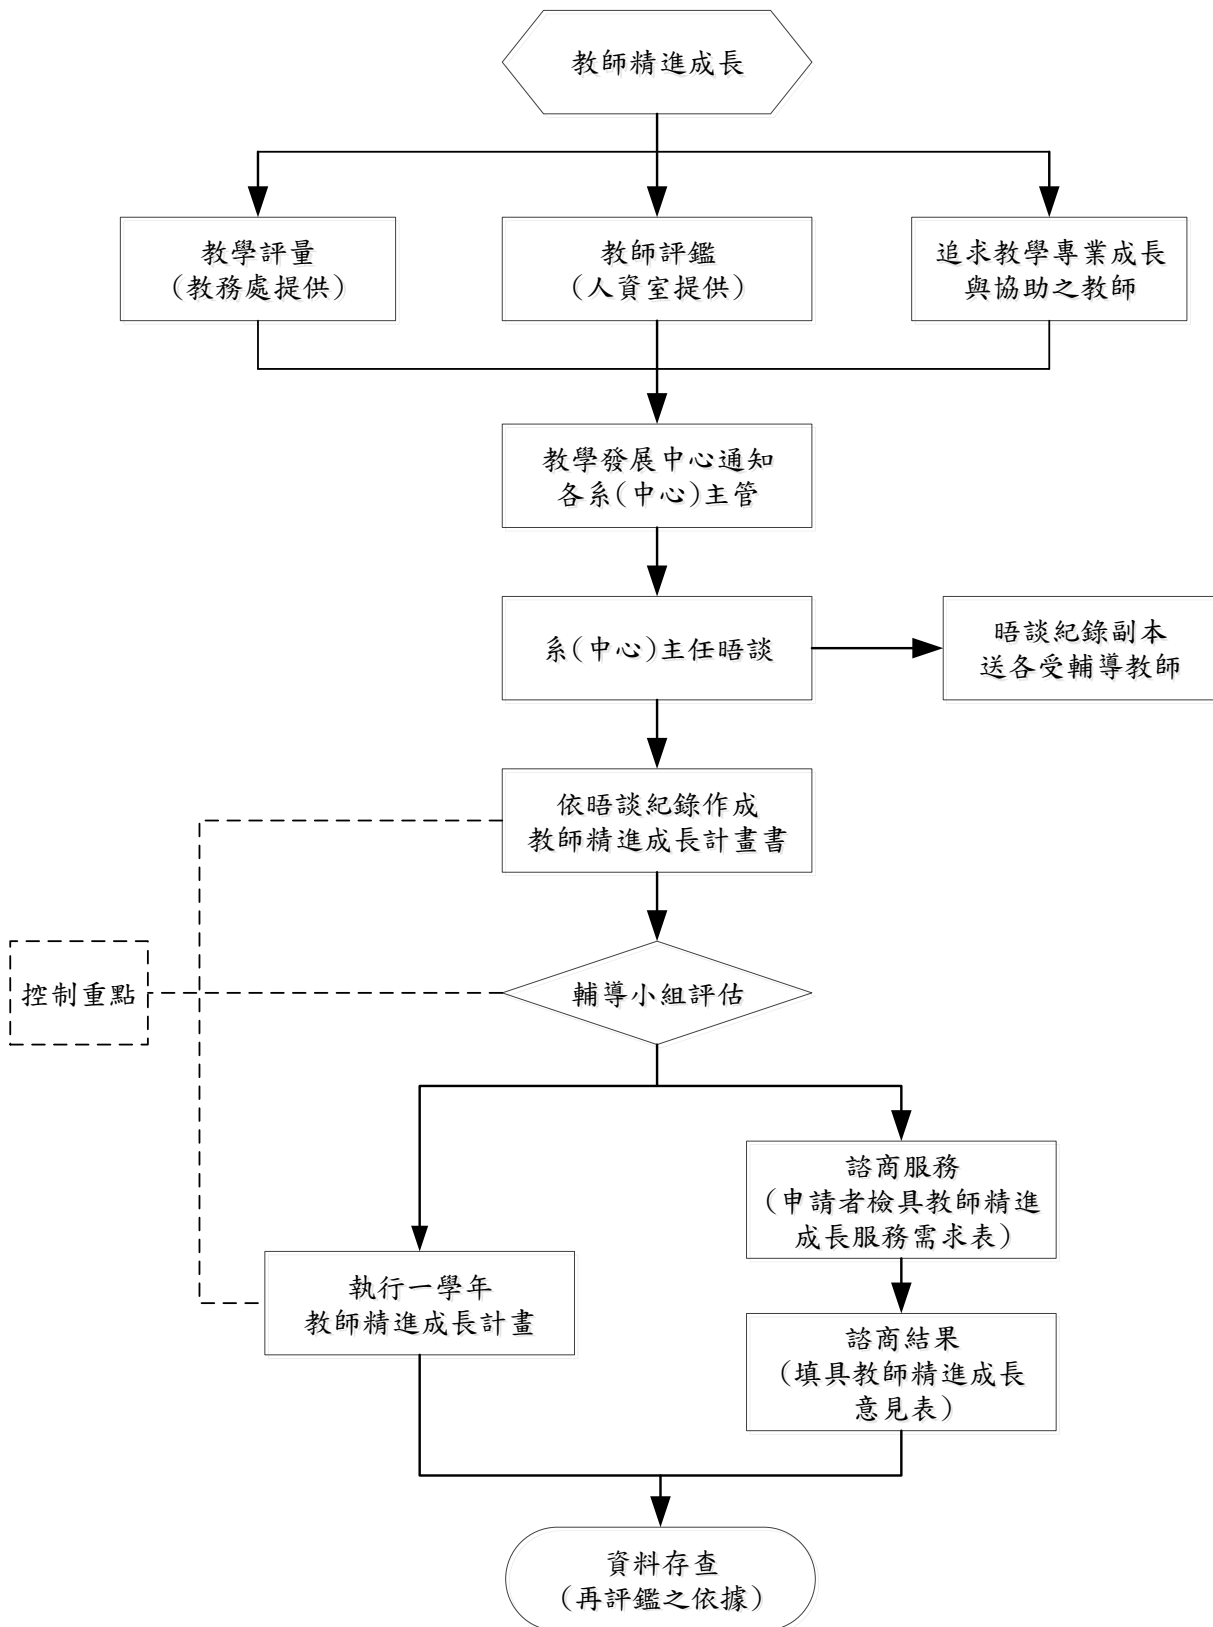 教師精進成長
教學評量
（教務處提供）
教師評鑑
（人資室提供）
追求教學專業成長
與協助之教師
教學發展中心通知
各系(中心)主管
系(中心)主任晤談
晤談紀錄副本
送各受輔導教師
依晤談紀錄作成
教師精進成長計畫書
控制重點
輔導小組評估
諮商服務
（申請者檢具教師精進
成長服務需求表）
執行一學年
教師精進成長計畫
諮商結果
（填具教師精進成長
意見表）
資料存查
（再評鑑之依據）